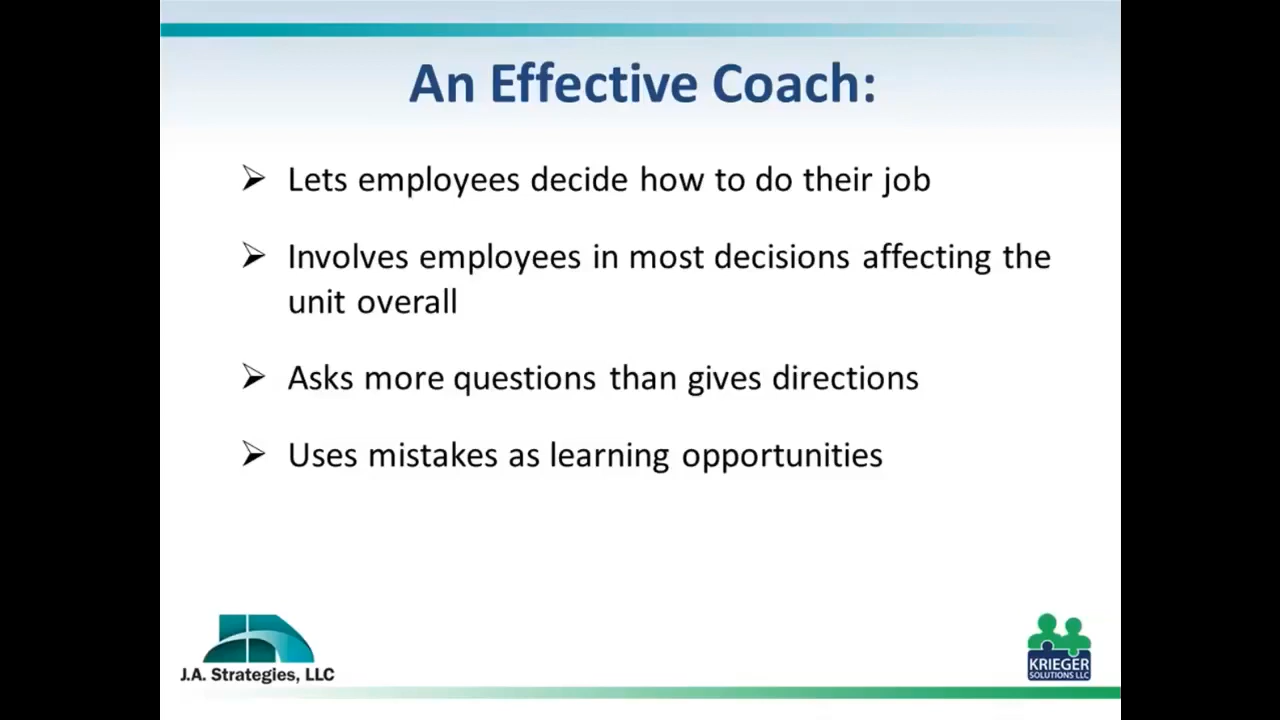 An Effective Coach:
Lets employees decide how to do their job
Involves employees in most decisions affecting the
unit overall
Asks more questions than gives directions
Uses mistakes as learning opportunities
J.A. Strategies, LLC
KRIEGER
SOLUTIONS LLC